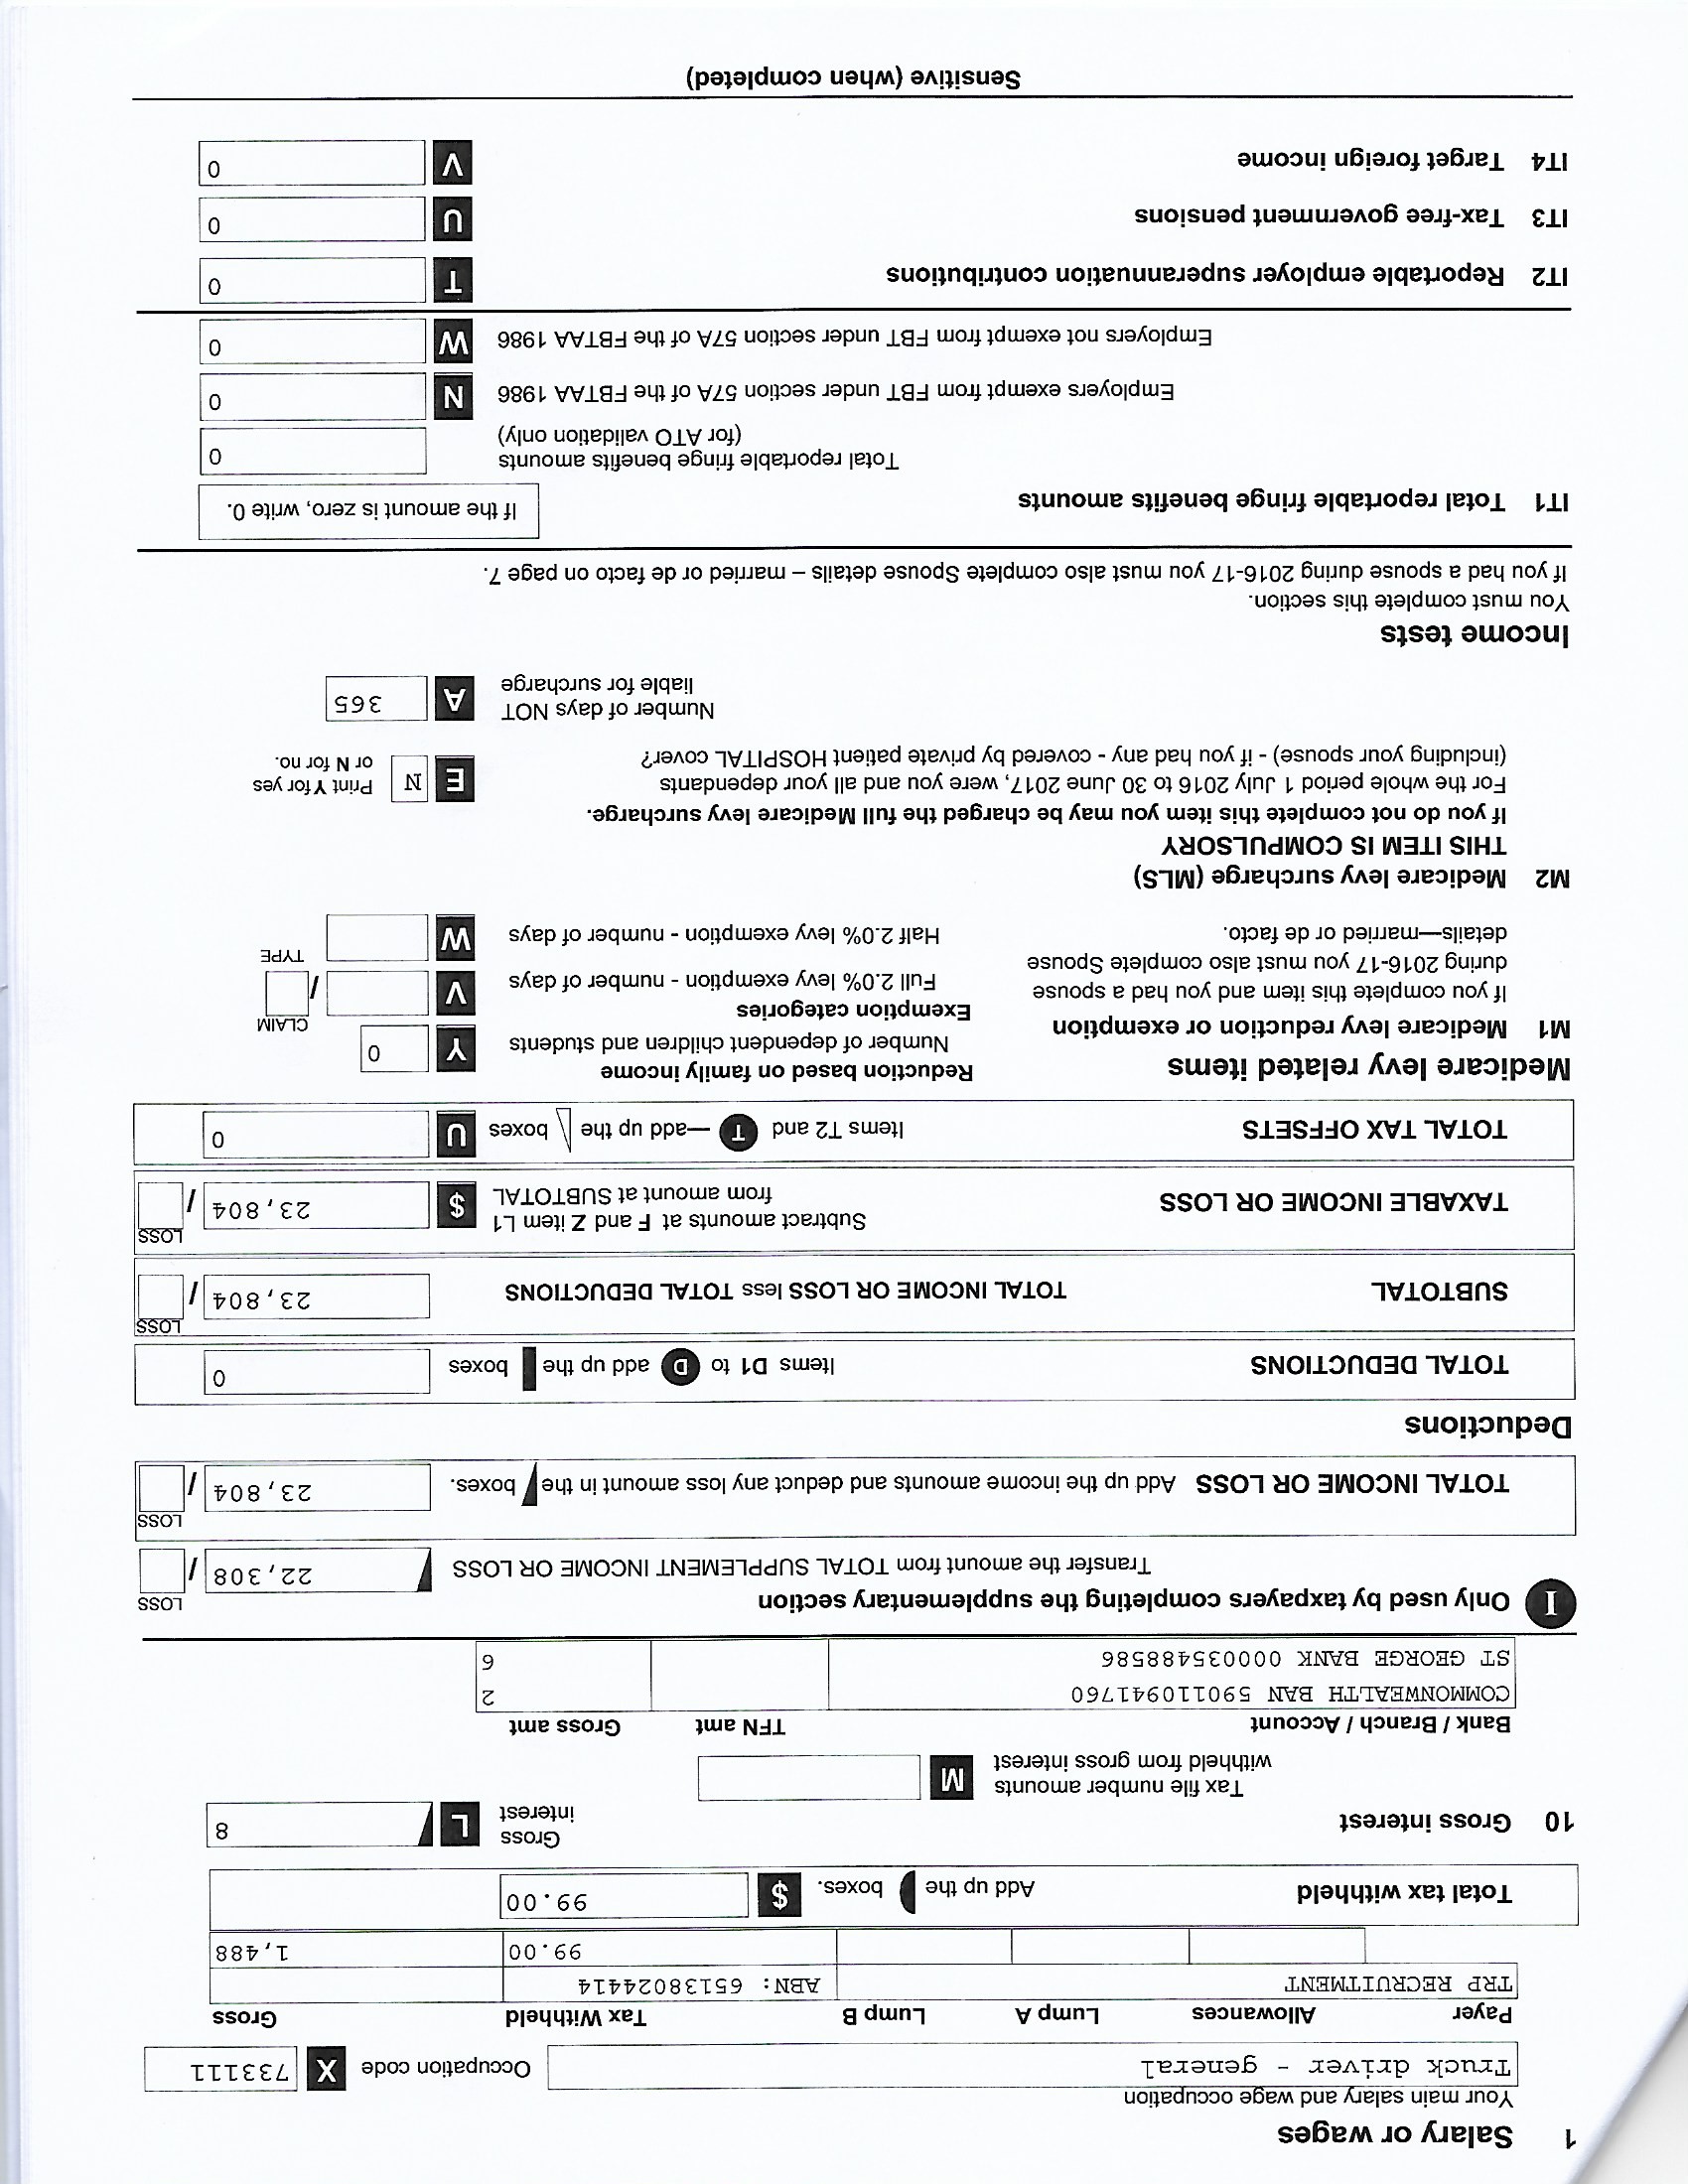 1 Salary or wages
Your main salary and wage occupation
Truck driver - general Occupation code X 733111
Payer Allowances Lump A Lump B Tax Withheld Gross
TRP RECRUITMENT ABN: 65138024414
99.00 1,488
Total tax withheld Add up the boxes. $ 99.00
10 Gross interest Gross interest L 8
Tax file number amounts withheld from gross interest M
Bank / Branch / Account TFN amt Gross amt
COMMONWEALTH BAN 590110941760 2
ST GEORGE BANK 000035488586 6
I Only used by taxpayers completing the supplementary section
Transfer the amount from TOTAL SUPPLEMENT INCOME OR LOSS 22,308 / LOSS
TOTAL INCOME OR LOSS Add up the income amounts and deduct any loss amount in the boxes. 23,804 / LOSS
Deductions
TOTAL DEDUCTIONS Items D1 to D add up the boxes 0
SUBTOTAL TOTAL INCOME OR LOSS less TOTAL DEDUCTIONS 23,804 / LOSS
TAXABLE INCOME OR LOSS Subtract amounts at F and Z item L1 from amount at SUBTOTAL $ 23,804 / LOSS
TOTAL TAX OFFSETS Items T2 and T —add up the boxes U 0
Medicare levy related items
M1 Medicare levy reduction or exemption
If you complete this item and you had a spouse
during 2016-17 you must also complete Spouse
details—married or de facto.
Reduction based on family income
Number of dependent children and students Y 0
Exemption categories
Full 2.0% levy exemption - number of days V / CLAIM TYPE
Half 2.0% levy exemption - number of days W
M2 Medicare levy surcharge (MLS)
THIS ITEM IS COMPULSORY
If you do not complete this item you may be charged the full Medicare levy surcharge.
For the whole period 1 July 2016 to 30 June 2017, were you and all your dependants
(including your spouse) - if you had any - covered by private patient HOSPITAL cover? E N Print Y for yes or N for no.
Number of days NOT liable for surcharge A 365
Income tests
You must complete this section.
If you had a spouse during 2016-17 you must also complete Spouse details – married or de facto on page 7.
IT1 Total reportable fringe benefits amounts If the amount is zero, write 0.
Total reportable fringe benefits amounts
(for ATO validation only) 0
Employers exempt from FBT under section 57A of the FBTAA 1986 N 0
Employers not exempt from FBT under section 57A of the FBTAA 1986 W 0
IT2 Reportable employer superannuation contributions T 0
IT3 Tax-free government pensions U 0
IT4 Target foreign income V 0
Sensitive (when completed)